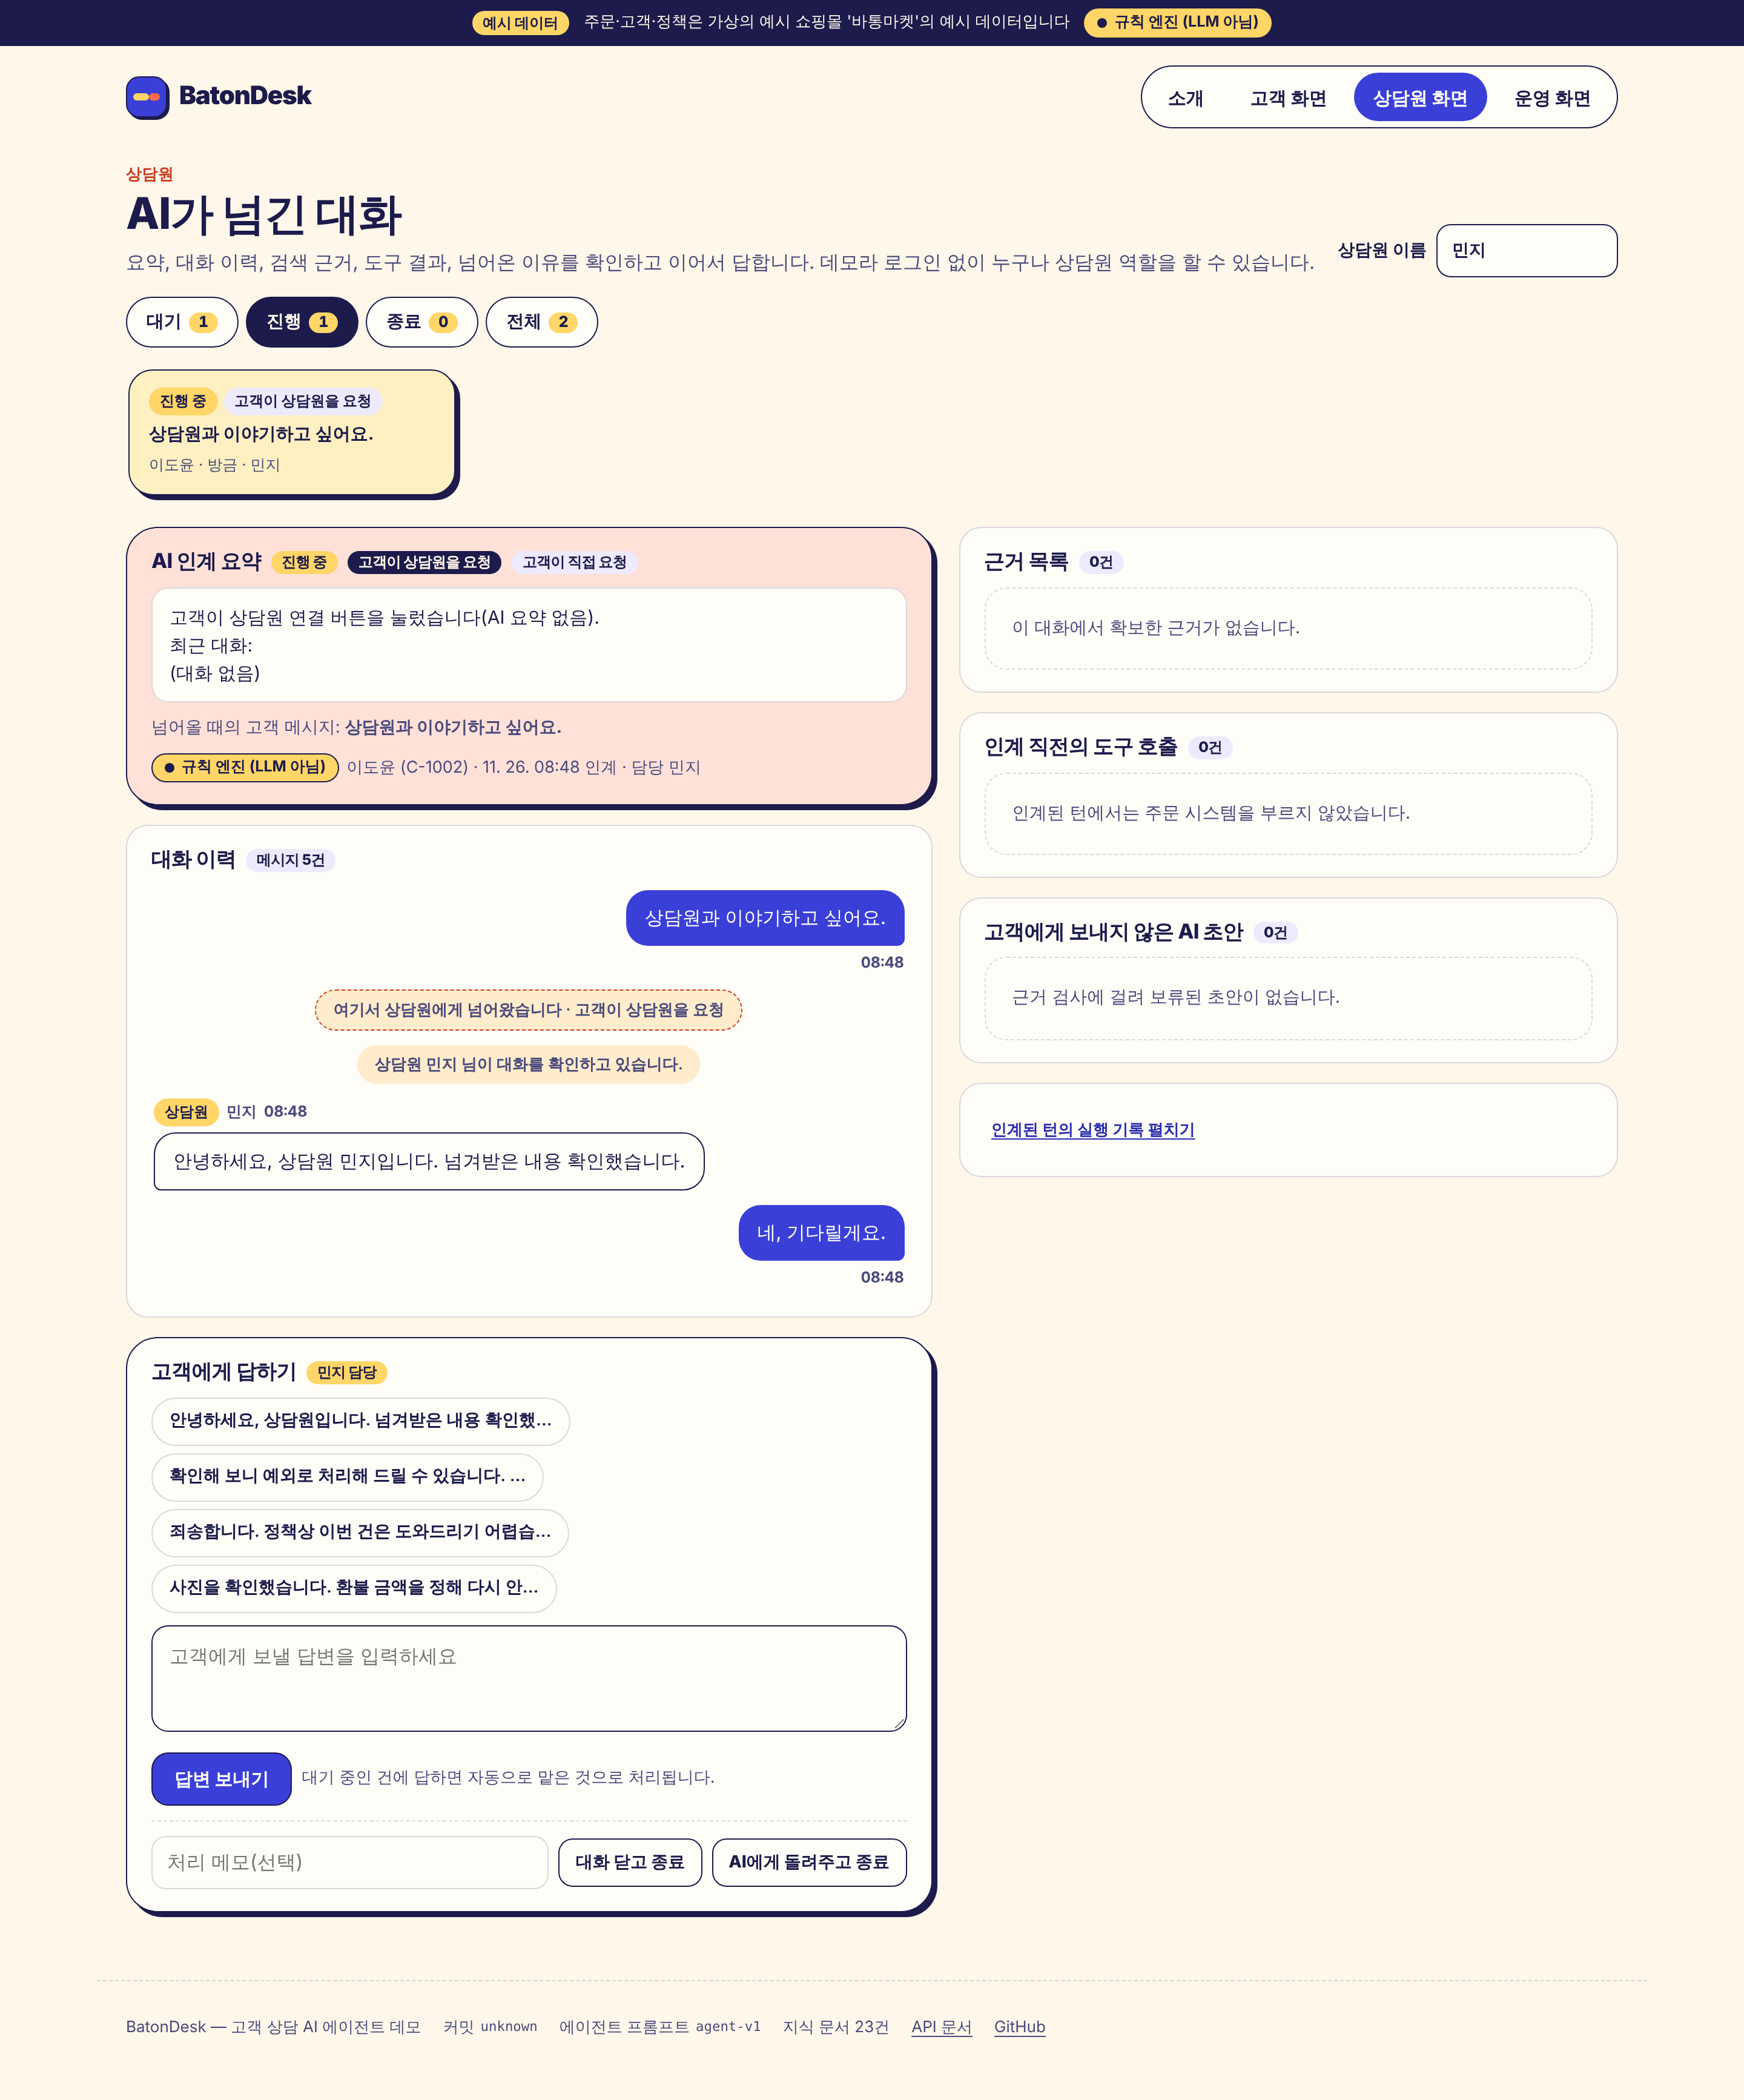 예시 데이터 주문·고객·정책은 가상의 예시 쇼핑몰 '바통마켓'의 예시 데이터입니다 규칙 엔진 (LLM 아님)
BatonDesk
소개 고객 화면 상담원 화면 운영 화면
상담원
AI가 넘긴 대화
요약, 대화 이력, 검색 근거, 도구 결과, 넘어온 이유를 확인하고 이어서 답합니다. 데모라 로그인 없이 누구나 상담원 역할을 할 수 있습니다.
상담원 이름 민지
대기 1 진행 1 종료 0 전체 2
진행 중 고객이 상담원을 요청
상담원과 이야기하고 싶어요.
이도윤 · 방금 · 민지
AI 인계 요약 진행 중 고객이 상담원을 요청 고객이 직접 요청
고객이 상담원 연결 버튼을 눌렀습니다(AI 요약 없음).
최근 대화:
(대화 없음)
넘어올 때의 고객 메시지: 상담원과 이야기하고 싶어요.
규칙 엔진 (LLM 아님) 이도윤 (C-1002) · 11. 26. 08:48 인계 · 담당 민지
대화 이력 메시지 5건
상담원과 이야기하고 싶어요.
08:48
여기서 상담원에게 넘어왔습니다 · 고객이 상담원을 요청
상담원 민지 님이 대화를 확인하고 있습니다.
상담원 민지 08:48
안녕하세요, 상담원 민지입니다. 넘겨받은 내용 확인했습니다.
네, 기다릴게요.
08:48
고객에게 답하기 민지 담당
안녕하세요, 상담원입니다. 넘겨받은 내용 확인했…
확인해 보니 예외로 처리해 드릴 수 있습니다. …
죄송합니다. 정책상 이번 건은 도와드리기 어렵습…
사진을 확인했습니다. 환불 금액을 정해 다시 안…
고객에게 보낼 답변을 입력하세요
답변 보내기 대기 중인 건에 답하면 자동으로 맡은 것으로 처리됩니다.
처리 메모(선택) 대화 닫고 종료 AI에게 돌려주고 종료
근거 목록 0건
이 대화에서 확보한 근거가 없습니다.
인계 직전의 도구 호출 0건
인계된 턴에서는 주문 시스템을 부르지 않았습니다.
고객에게 보내지 않은 AI 초안 0건
근거 검사에 걸려 보류된 초안이 없습니다.
인계된 턴의 실행 기록 펼치기
BatonDesk — 고객 상담 AI 에이전트 데모 커밋 unknown 에이전트 프롬프트 agent-v1 지식 문서 23건 API 문서 GitHub